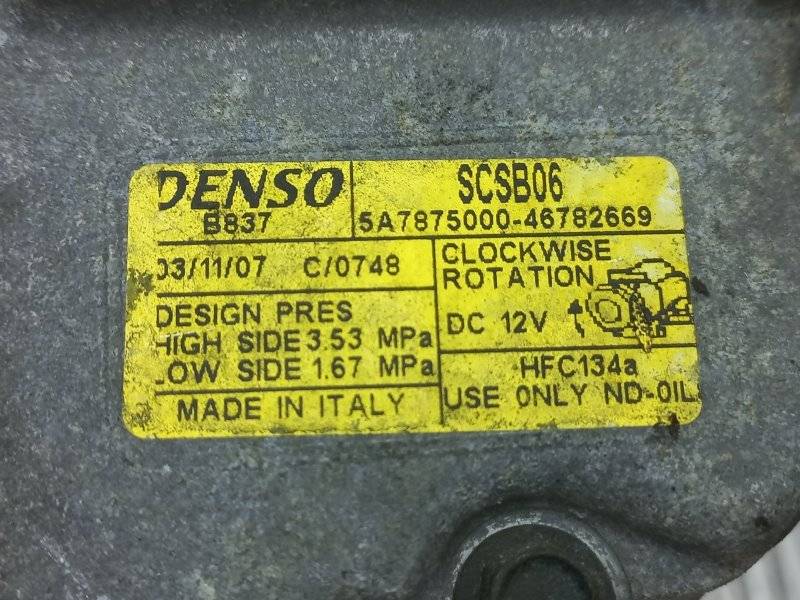 DENSO SCSB06
B837 5A7875000-46782669
03/11/07 C/0748 CLOCKWISE
ROTATION
DESIGN PRES DC 12V
HIGH SIDE 3.53 MPa
LOW SIDE 1.67 MPa HFC134a
MADE IN ITALY USE ONLY ND-OIL